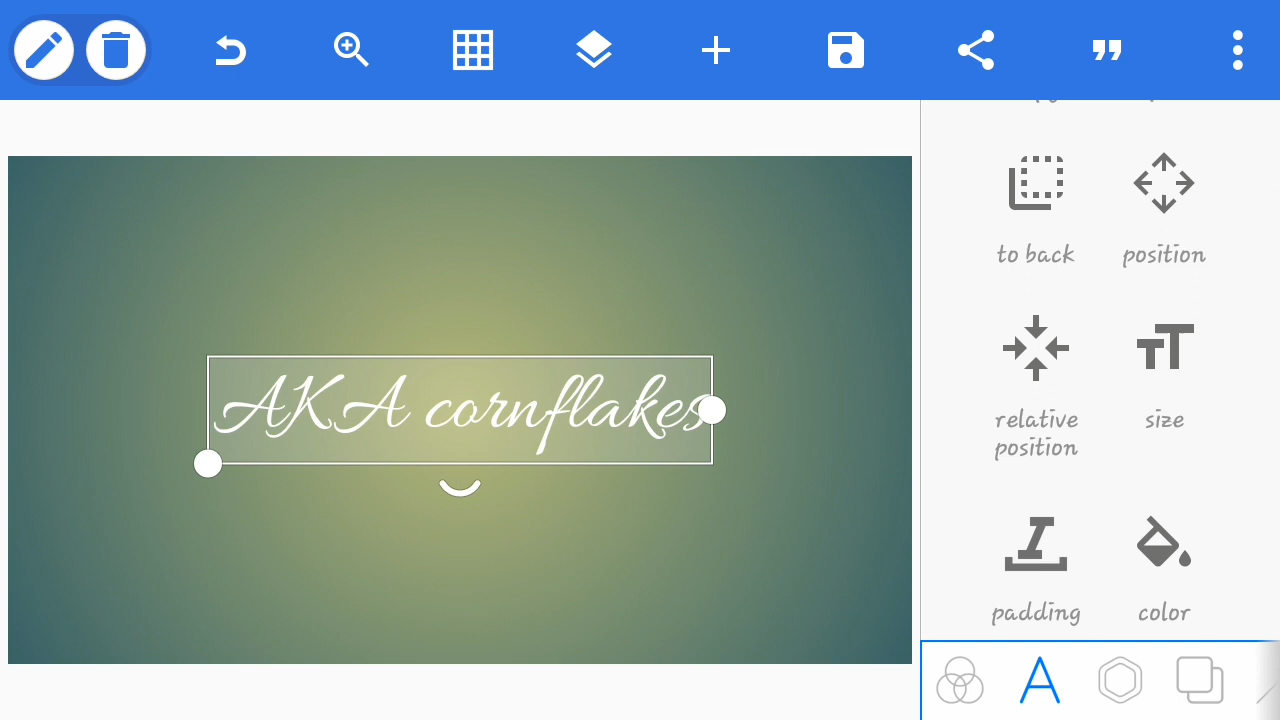 AKA cornflakes
to back
position
relative
position
size
padding
color